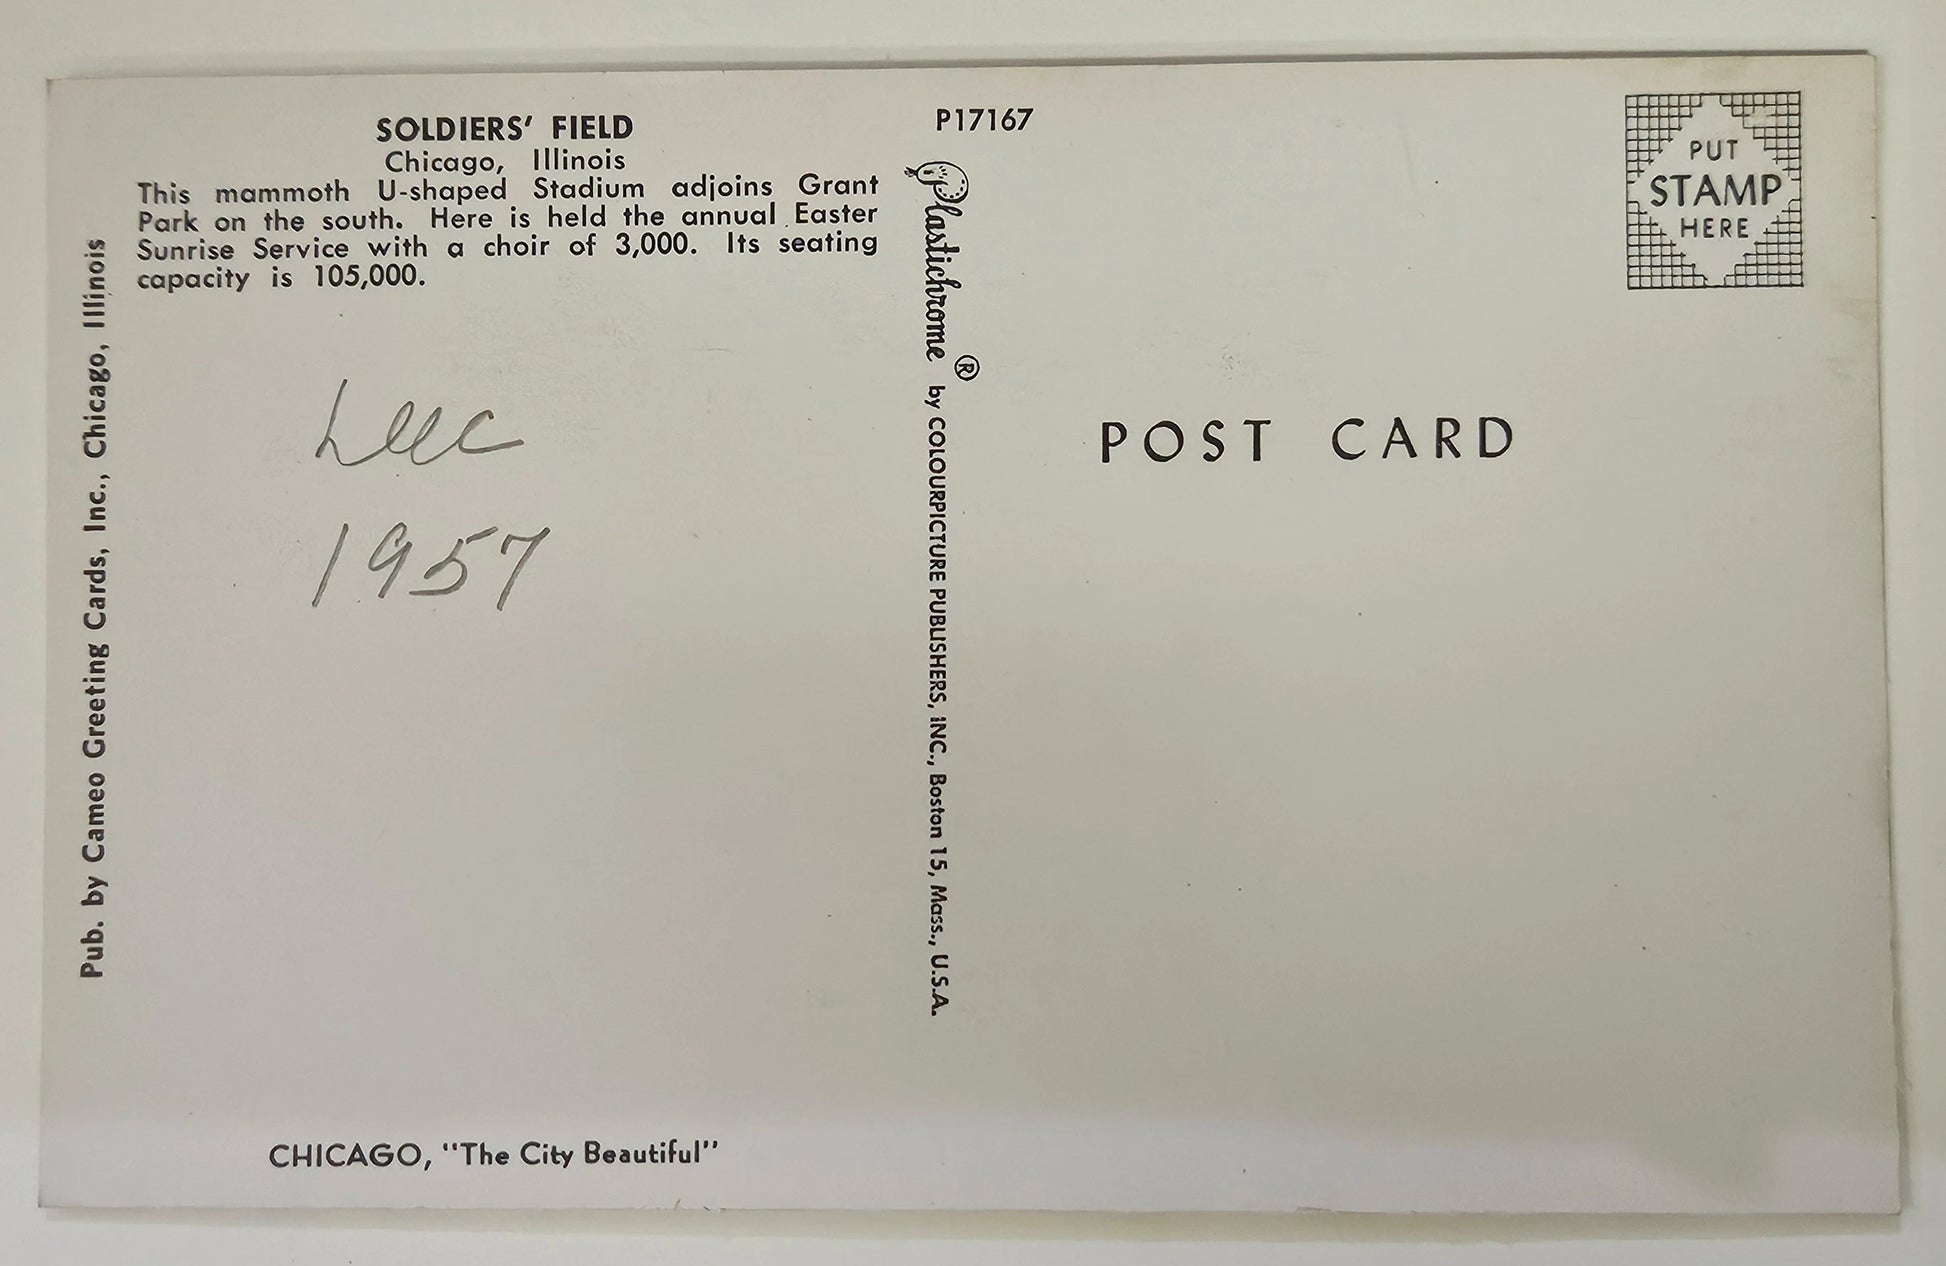 SOLDIERS' FIELD
Chicago, Illinois
This mammoth U-shaped Stadium adjoins Grant
Park on the south. Here is held the annual Easter
Sunrise Service with a choir of 3,000. Its seating
capacity is 105,000.
1957
CHICAGO, "The City Beautiful"
Pub. by Cameo Greeting Cards, Inc., Chicago, Illinois
P17167
Plastichrome® by COLOURPICTURE PUBLISHERS, INC., Boston 15, Mass., U.S.A.
PUT
STAMP
HERE
POST CARD